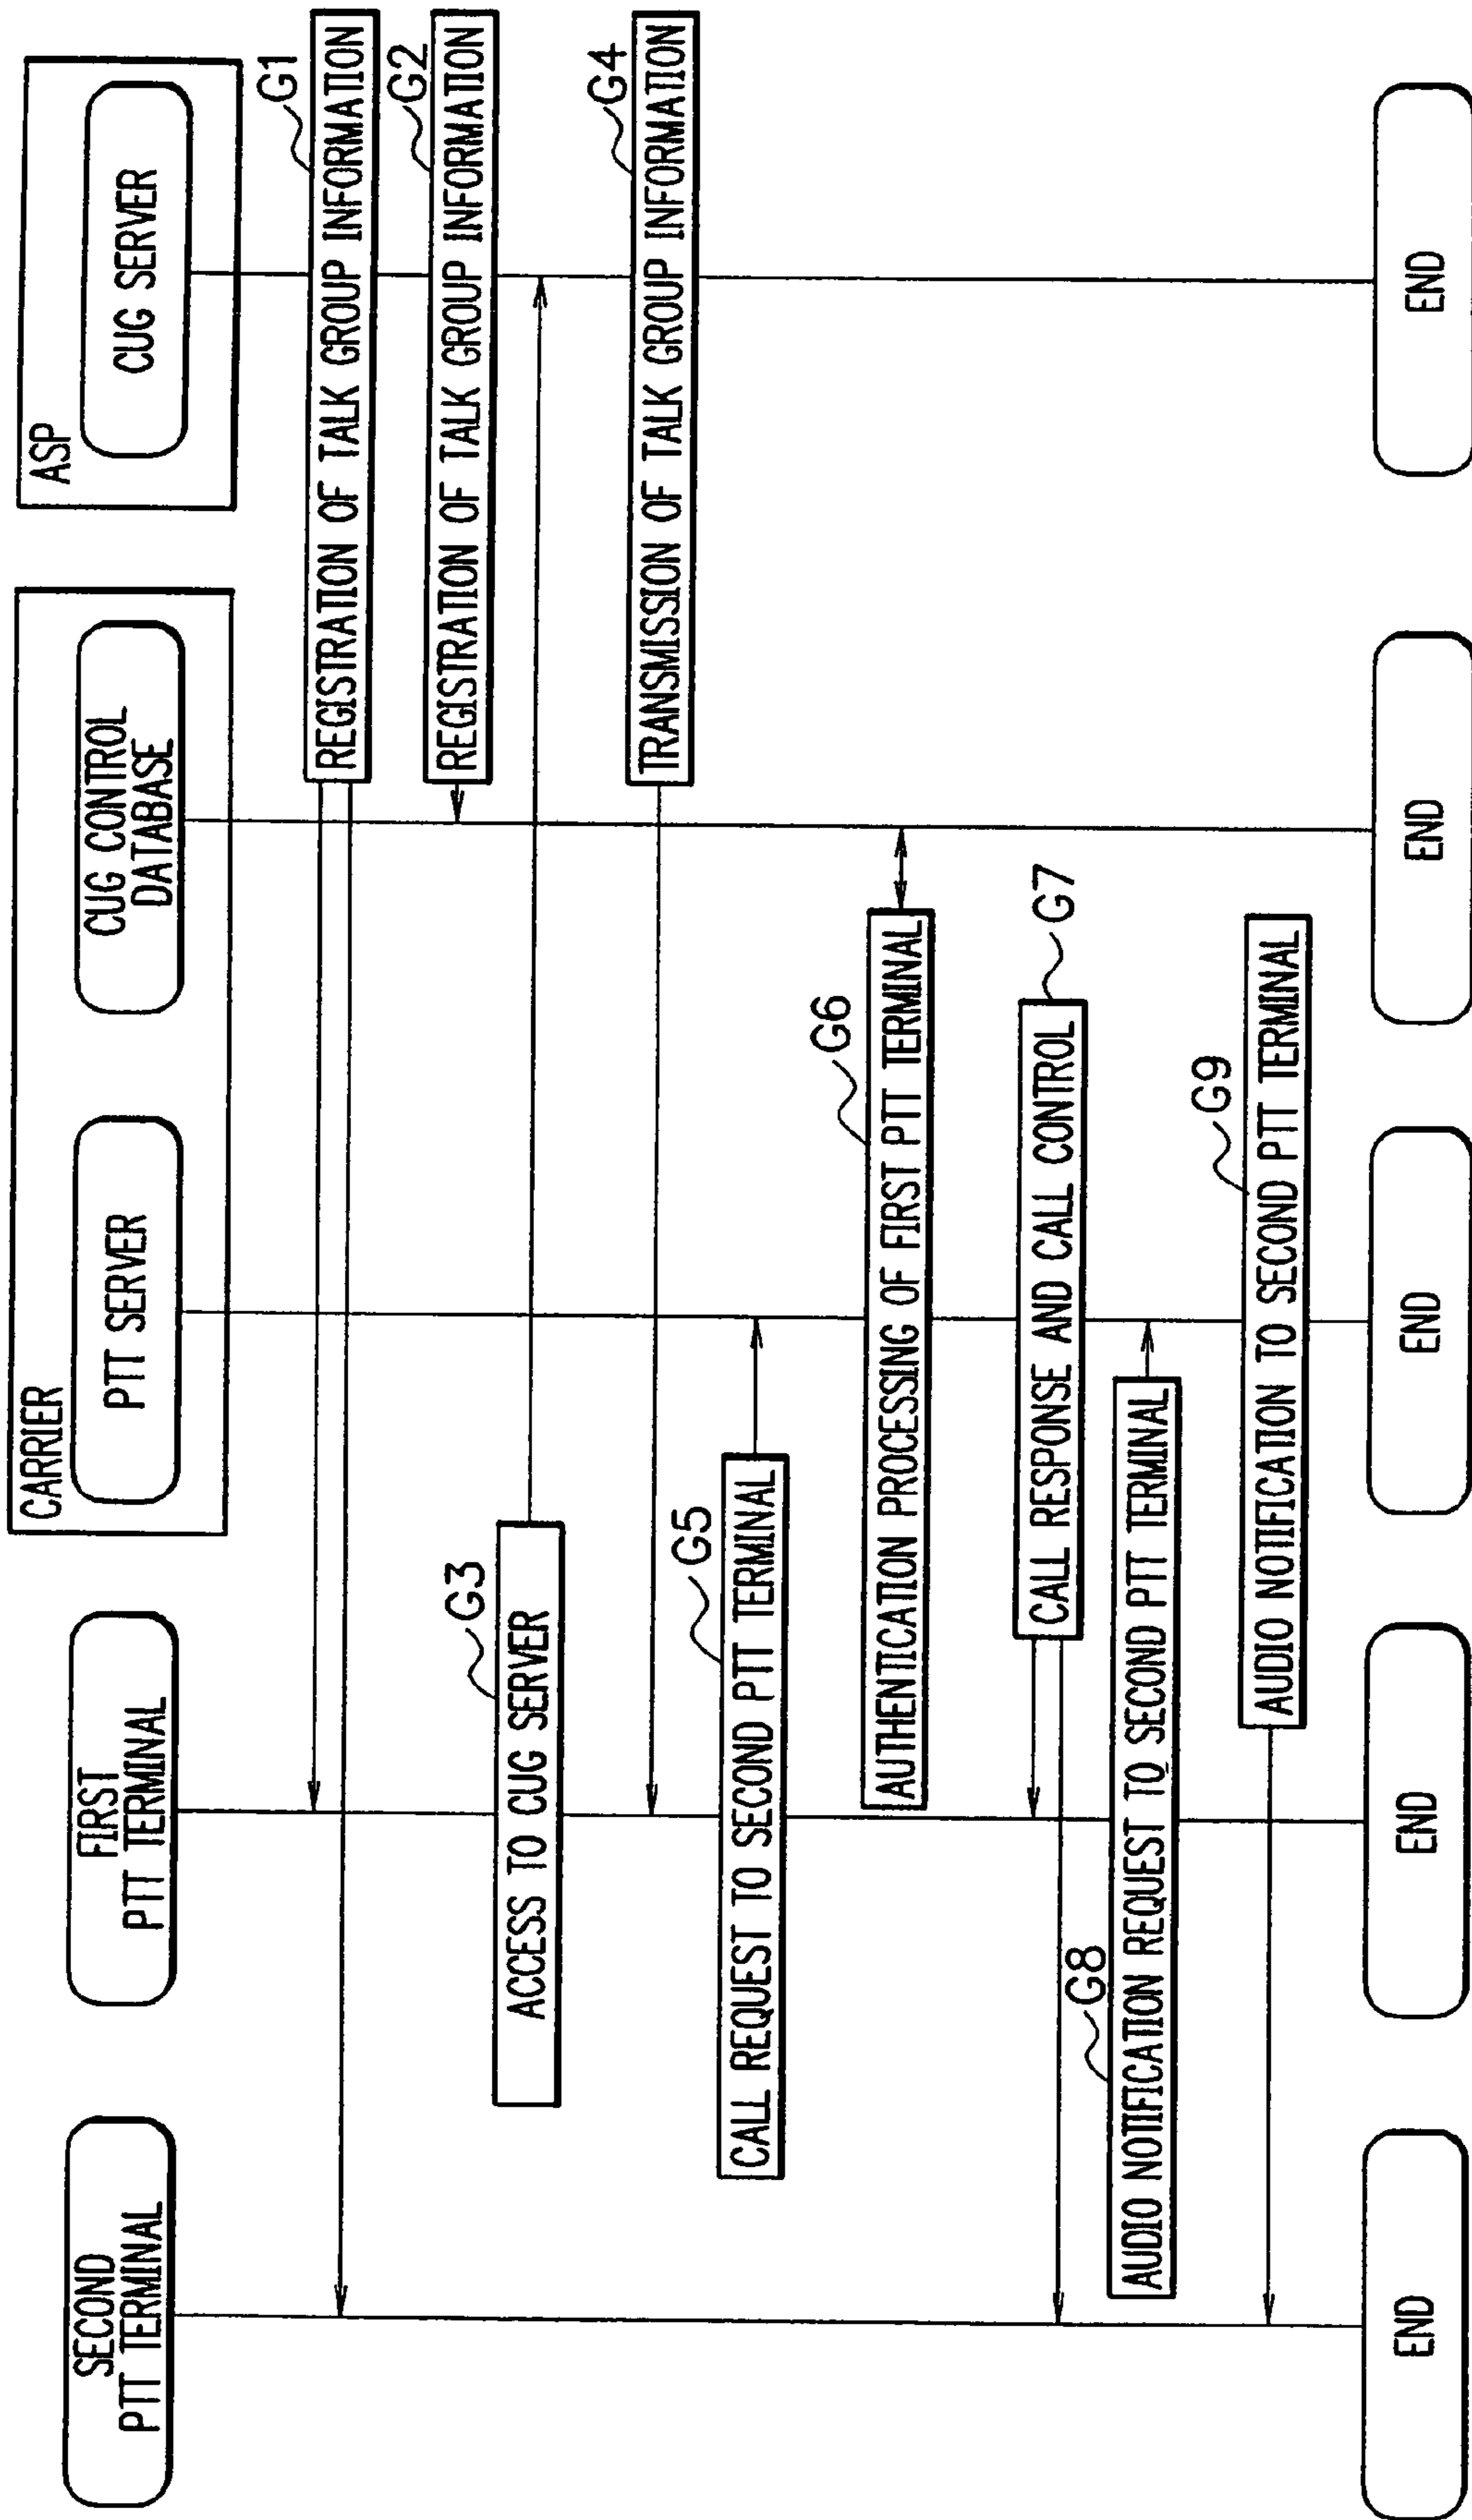 CARRIER
ASP
SECOND
PTT TERMINAL
FIRST
PTT TERMINAL
PTT SERVER
CUG CONTROL
DATABASE
CUG SERVER
G1
REGISTRATION OF TALK GROUP INFORMATION
G2
REGISTRATION OF TALK GROUP INFORMATION
G3
ACCESS TO CUG SERVER
G4
TRANSMISSION OF TALK GROUP INFORMATION
G5
CALL REQUEST TO SECOND PTT TERMINAL
G6
AUTHENTICATION PROCESSING OF FIRST PTT TERMINAL
G7
CALL RESPONSE AND CALL CONTROL
G8
AUDIO NOTIFICATION REQUEST TO SECOND PTT TERMINAL
G9
AUDIO NOTIFICATION TO SECOND PTT TERMINAL
END
END
END
END
END